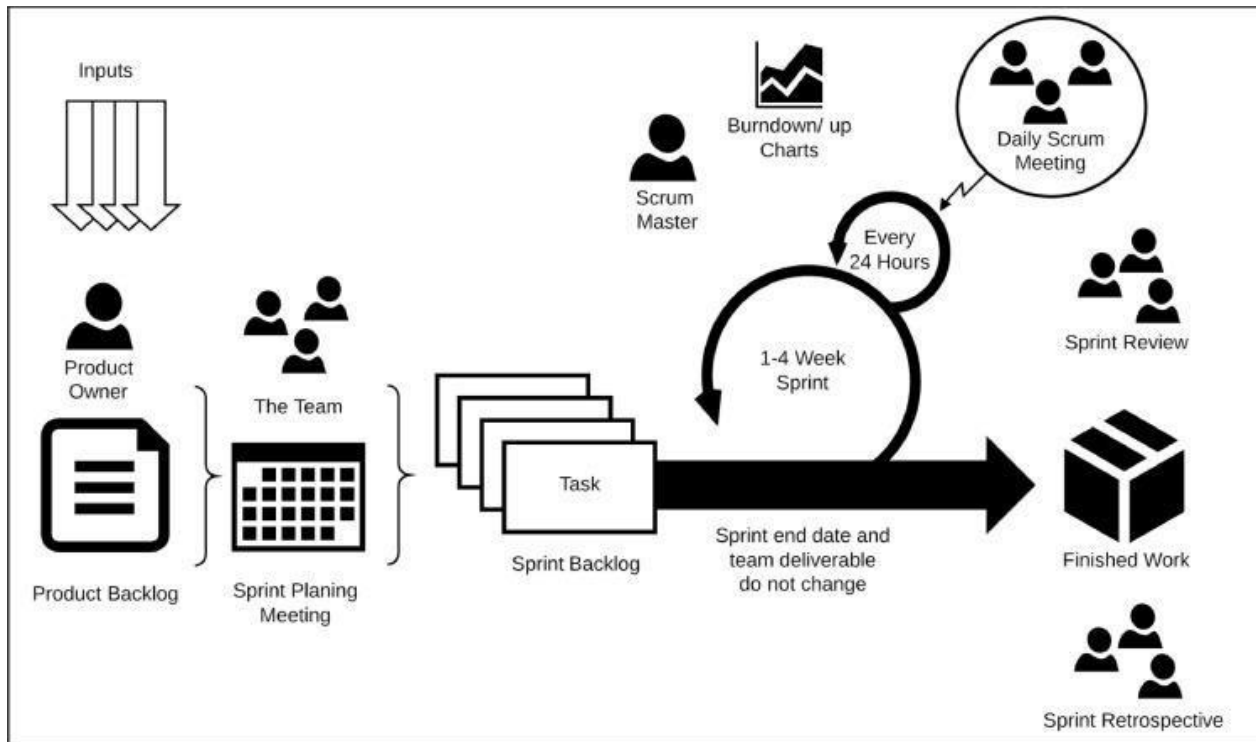 Inputs
Product
Owner
Product Backlog
The Team
Sprint Planing
Meeting
Task
Sprint Backlog
Scrum
Master
Burndown/ up
Charts
Daily Scrum
Meeting
Every
24 Hours
1-4 Week
Sprint
Sprint end date and
team deliverable
do not change
Sprint Review
Finished Work
Sprint Retrospective